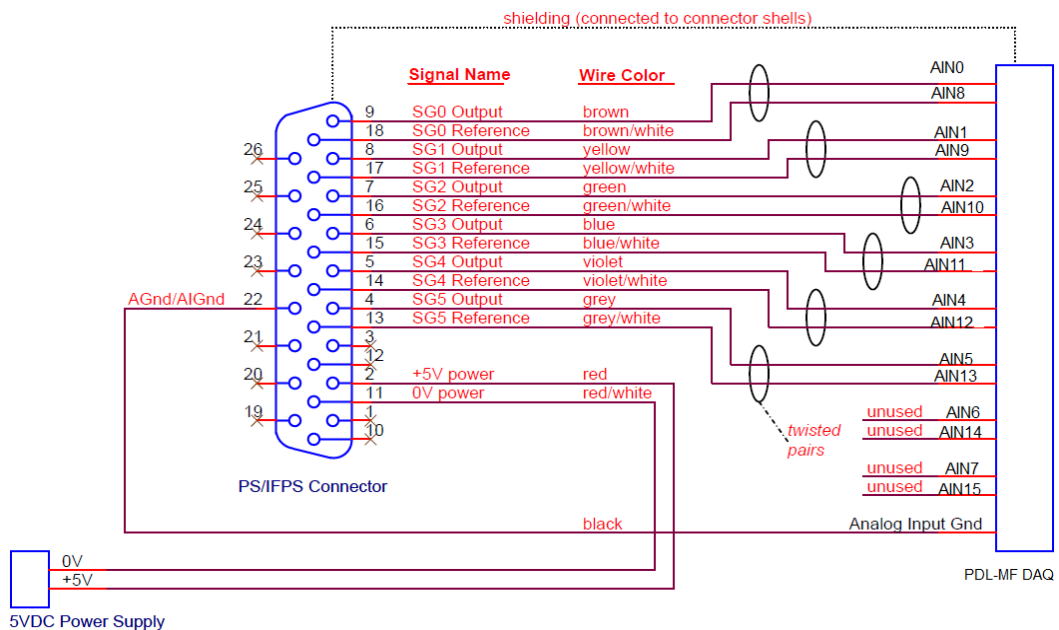 shielding (connected to connector shells)
Signal Name Wire Color
AIN0
AIN8
9 SG0 Output brown
18 SG0 Reference brown/white
AIN1
26 8 SG1 Output yellow
AIN9
17 SG1 Reference yellow/white
25 7 SG2 Output green AIN2
16 SG2 Reference green/white AIN10
24 6 SG3 Output blue
15 SG3 Reference blue/white AIN3
23 5 SG4 Output violet AIN11
14 SG4 Reference violet/white
AGnd/AIGnd 22 4 SG5 Output grey AIN4
13 SG5 Reference grey/white AIN12
21 3
12 AIN5
20 2 +5V power red AIN13
11 0V power red/white
19 1 unused AIN6
10 twisted pairs unused AIN14
unused AIN7
PS/IFPS Connector unused AIN15
black Analog Input Gnd
0V
+5V PDL-MF DAQ
5VDC Power Supply